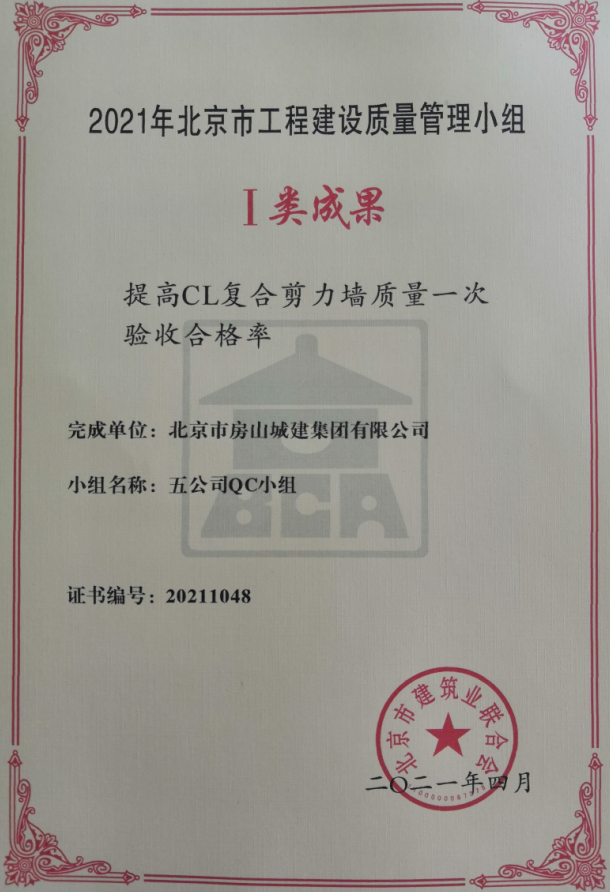 2021年北京市工程建设质量管理小组
I类成果
提高CL复合剪力墙质量一次
验收合格率
BCA
完成单位：北京市房山城建集团有限公司
小组名称：五公司QC小组
证书编号：20211048
北京市建筑业联合会
二〇二一年四月